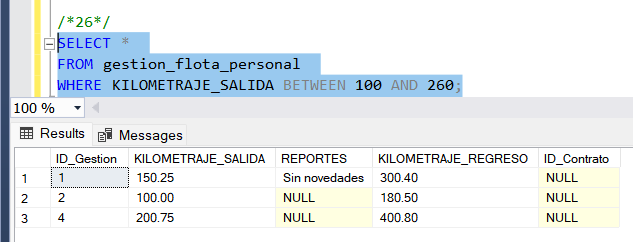 /*26*/
SELECT *
FROM gestion_flota_personal
WHERE KILOMETRAJE_SALIDA BETWEEN 100 AND 260;
100 %
Results Messages
ID_Gestion KILOMETRAJE_SALIDA REPORTES KILOMETRAJE_REGRESO ID_Contrato
1 1 150.25 Sin novedades 300.40 NULL
2 2 100.00 NULL 180.50 NULL
3 4 200.75 NULL 400.80 NULL